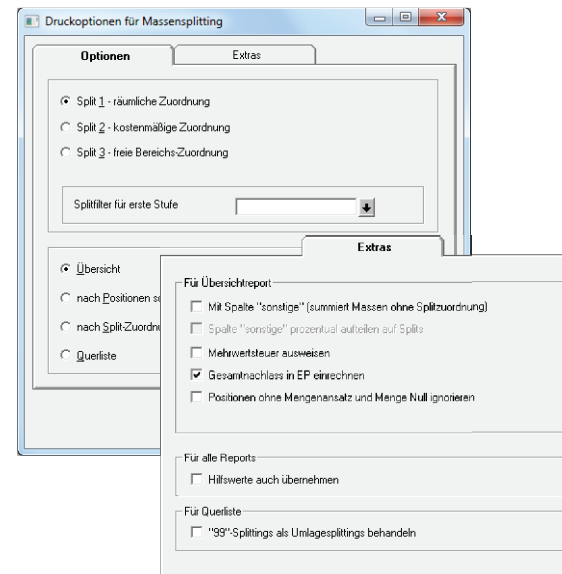 Druckoptionen für Massensplitting
Optionen
Extras
Split 1 - räumliche Zuordnung
Split 2 - kostenmäßige Zuordnung
Split 3 - freie Bereichs-Zuordnung
Splitfilter für erste Stufe
Übersicht
nach Positionen
nach Split-Zuordnu
Querliste
Extras
Für Übersichtreport
Mit Spalte "sonstige" (summiert Massen ohne Splitzuordnung)
Spalte "sonstige" prozentual aufteilen auf Splits
Mehrwertsteuer ausweisen
Gesamtnachlass in EP einrechnen
Positionen ohne Mengenansatz und Menge Null ignorieren
Für alle Reports
Hilfswerte auch übernehmen
Für Querliste
"99"-Splittings als Umlagesplittings behandeln